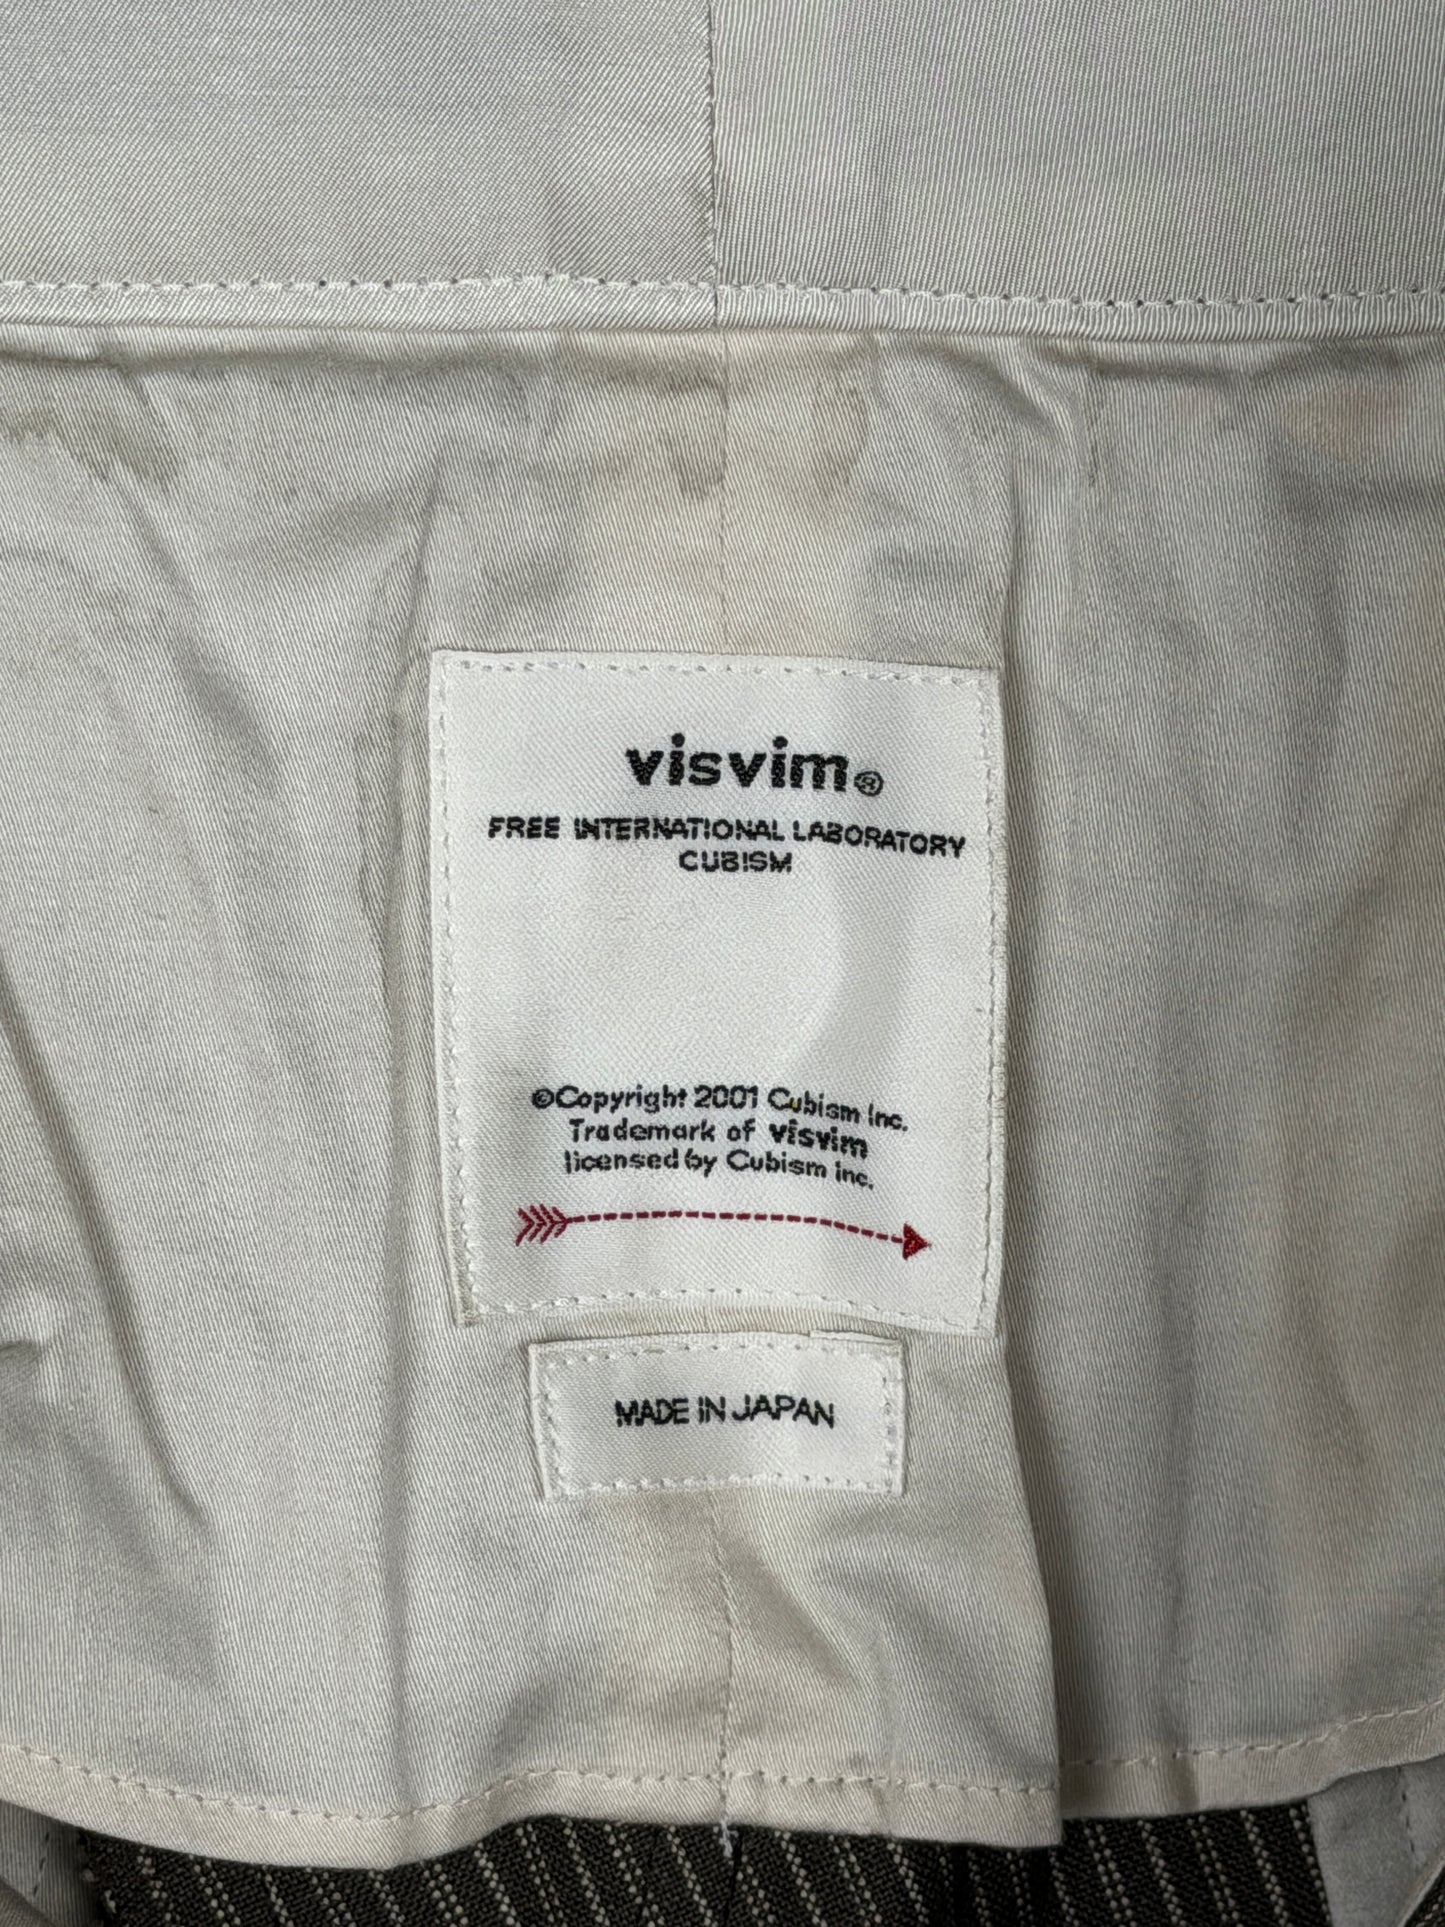 visvim®
FREE INTERNATIONAL LABORATORY
CUBISM
©Copyright 2001 Cubism Inc.
Trademark of visvim
licensed by Cubism Inc.
MADE IN JAPAN